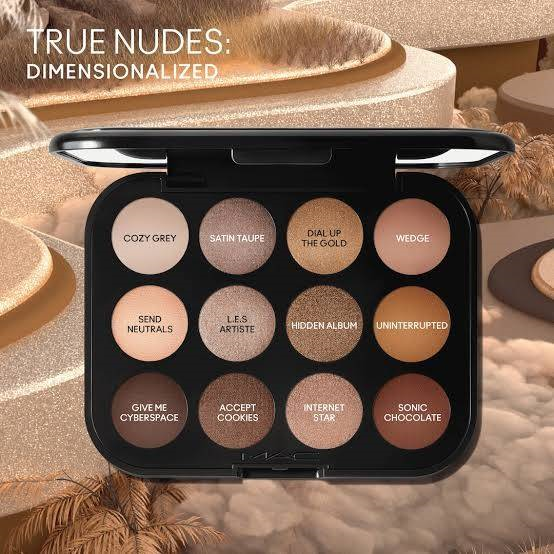 TRUE NUDES:
DIMENSIONALIZED
COZY GREY
SATIN TAUPE
DIAL UP
THE GOLD
WEDGE
SEND
NEUTRALS
L.E.S
ARTISTE
HIDDEN ALBUM
UNINTERRUPTED
GIVE ME
CYBERSPACE
ACCEPT
COOKIES
INTERNET
STAR
SONIC
CHOCOLATE
MAC